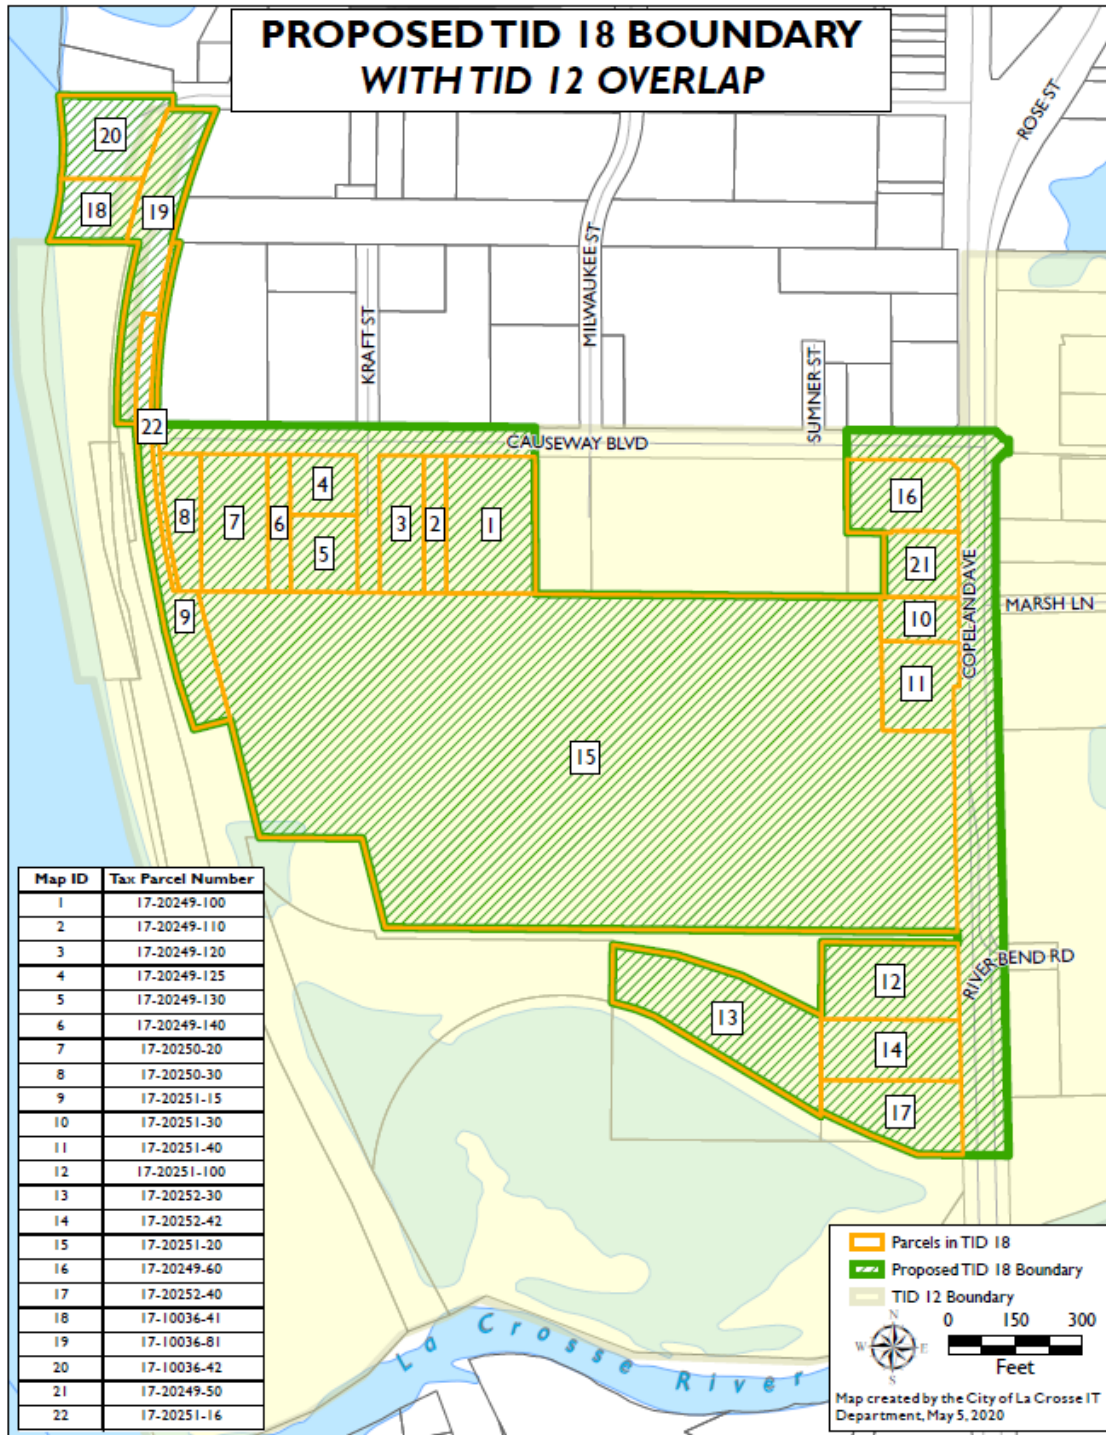 PROPOSED TID 18 BOUNDARY
WITH TID 12 OVERLAP
ROSE ST
20
18
19
MILWAUKEE ST
KRAFT ST
SUMNER ST
22
CAUSEWAY BLVD
4
16
8
7
6
3
2
1
5
21
COPELAND AVE
MARSH LN
9
10
11
15
RIVER BEND RD
12
13
14
17
Map ID Tax Parcel Number
1 17-20249-100
2 17-20249-110
3 17-20249-120
4 17-20249-125
5 17-20249-130
6 17-20249-140
7 17-20250-20
8 17-20250-30
9 17-20251-15
10 17-20251-30
11 17-20251-40
12 17-20251-100
13 17-20252-30
14 17-20252-42
15 17-20251-20
16 17-20249-60
17 17-20252-40
18 17-10036-41
19 17-10036-81
20 17-10036-42
21 17-20249-50
22 17-20251-16
La Crosse River
Parcels in TID 18
Proposed TID 18 Boundary
TID 12 Boundary
N
W E
S
0 150 300
Feet
Map created by the City of La Crosse IT
Department, May 5, 2020